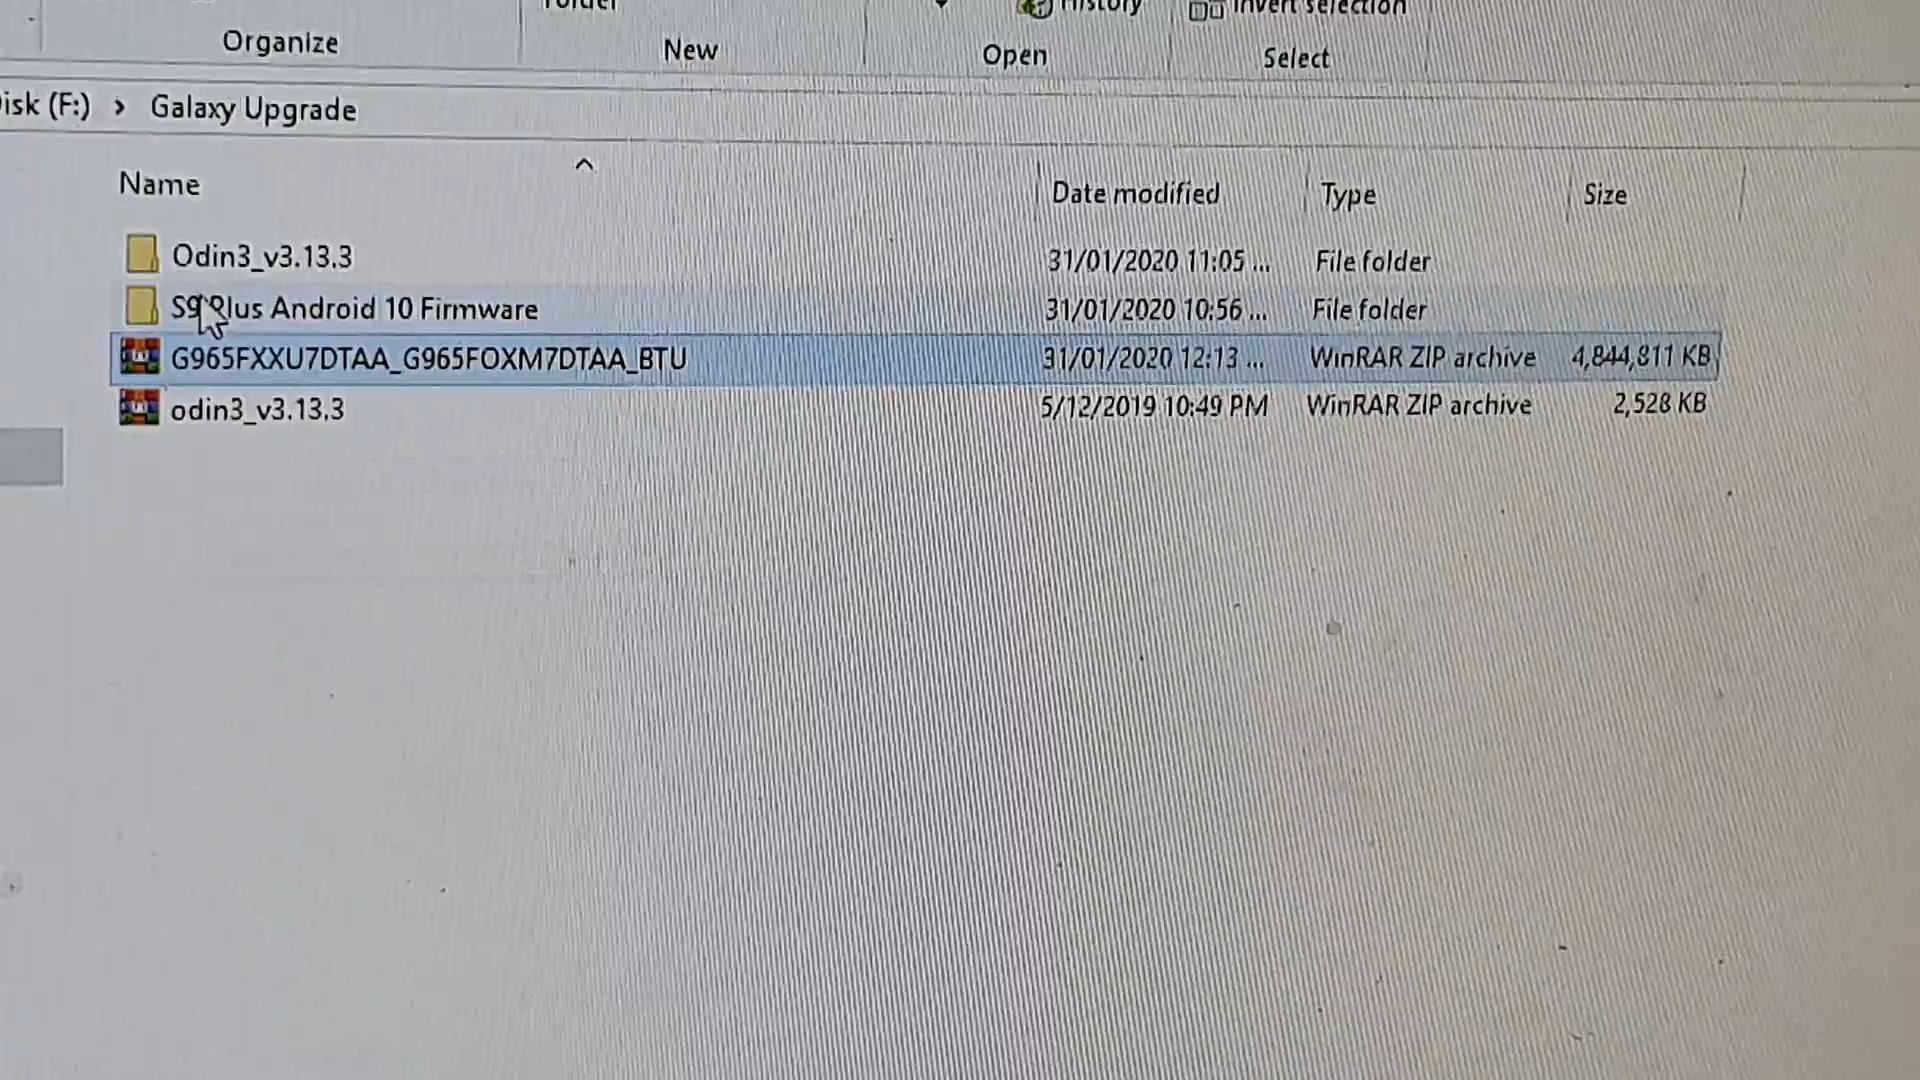 History
Invert selection
Organize
New
Open
Select
(F:) > Galaxy Upgrade
Name
Date modified
Type
Size
Odin3_v3.13.3
31/01/2020 11:05 ...
File folder
S9 Plus Android 10 Firmware
31/01/2020 10:56 ...
File folder
G965FXXU7DTAA_G965FOXM7DTAA_BTU
31/01/2020 12:13 ...
WinRAR ZIP archive
4,844,811 KB
odin3_v3.13.3
5/12/2019 10:49 PM
WinRAR ZIP archive
2,528 KB